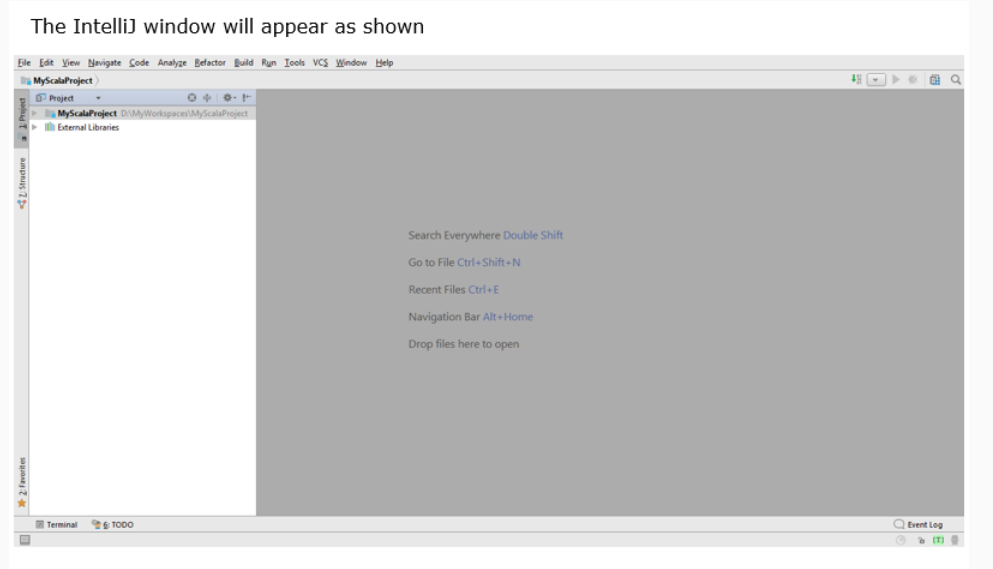 The IntelliJ window will appear as shown
File Edit View Navigate Code Analyze Refactor Build Run Tools VCS Window Help
MyScalaProject
Project
MyScalaProject D:\MyWorkspaces\MyScalaProject
External Libraries
1: Project
7: Structure
Search Everywhere Double Shift
Go to File Ctrl+Shift+N
Recent Files Ctrl+E
Navigation Bar Alt+Home
Drop files here to open
2: Favorites
Terminal 6: TODO Event Log
[T]